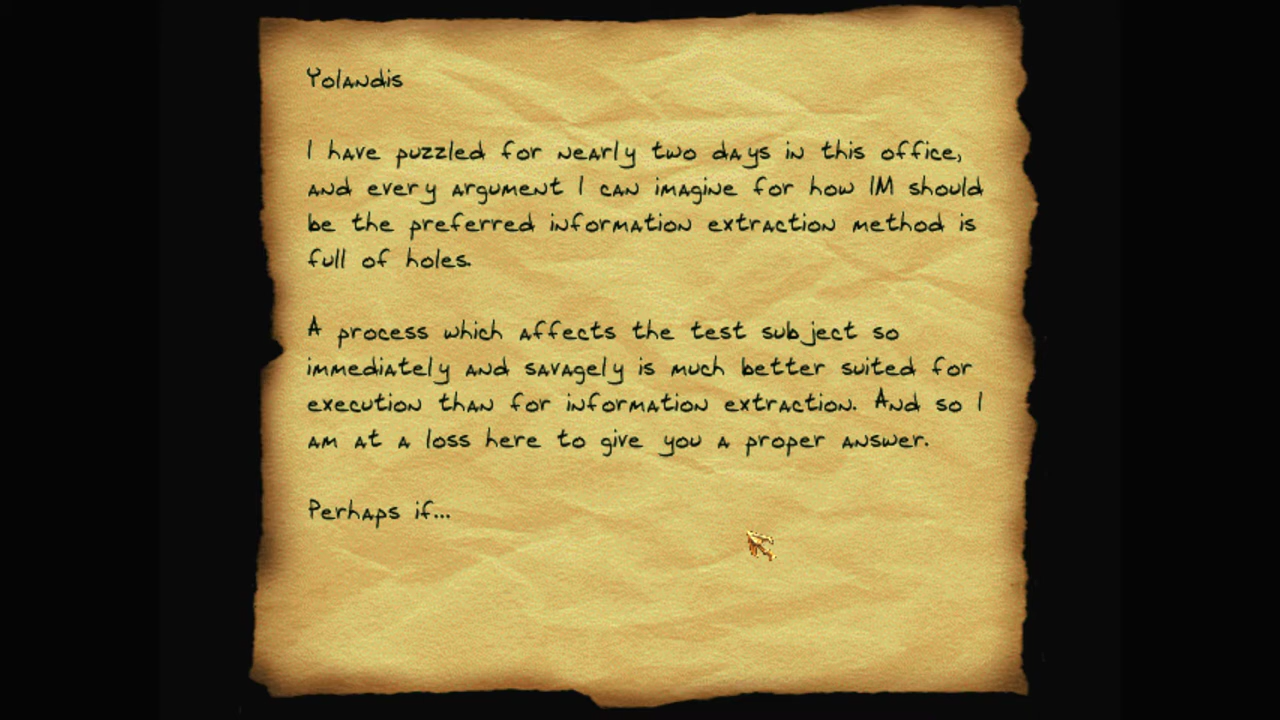 Yolandis
I have puzzled for nearly two days in this office,
and every argument I can imagine for how IM should
be the preferred information extraction method is
full of holes.
A process which affects the test subject so
immediately and savagely is much better suited for
execution than for information extraction. And so I
am at a loss here to give you a proper answer.
Perhaps if...